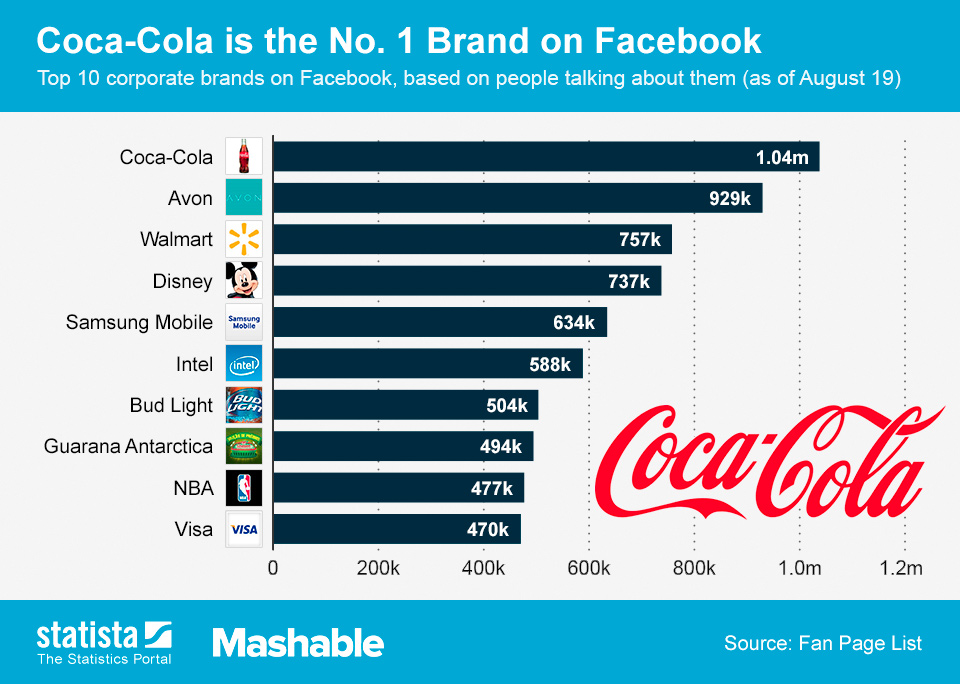 Coca-Cola is the No. 1 Brand on Facebook
Top 10 corporate brands on Facebook, based on people talking about them (as of August 19)
Coca-Cola 1.04m
Avon AVON 929k
Walmart 757k
Disney 737k
Samsung Mobile Samsung Mobile 634k
Intel intel 588k
Bud Light BUD LIGHT 504k
Guarana Antarctica 494k
NBA 477k
Visa VISA 470k
Coca-Cola
0 200k 400k 600k 800k 1.0m 1.2m
statista
The Statistics Portal
Mashable
Source: Fan Page List